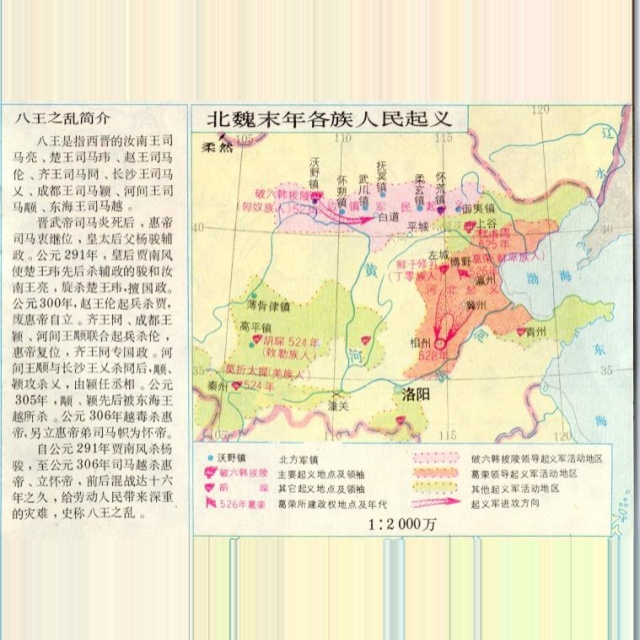 八王之乱简介
八王是指西晋的汝南王司
马亮、楚王司马玮、赵王司马
伦、齐王司马冏、长沙王司马
乂、成都王司马颖、河间王司
马颙、东海王司马越。
晋武帝司马炎死后，惠帝
司马衷继位，皇太后父杨骏辅
政。公元291年，皇后贾南风
使楚王玮先后杀辅政的骏和汝
南王亮，旋杀楚王玮，擅国政。
公元300年，赵王伦起兵杀贾，
废惠帝自立。齐王冏、成都王
颖、河间王颙联合起兵杀伦，
惠帝复位，齐王冏专国政。河
间王颙与长沙王乂杀冏后，颙、
颖攻杀乂，由颖任丞相。公元
305年，颙、颖先后被东海王
越所杀。公元306年越毒杀惠
帝，另立惠帝弟司马炽为怀帝。
自公元291年贾南风杀杨
骏，至公元306年司马越杀惠
帝、立怀帝，前后混战达十六
年之久，给劳动人民带来深重
的灾难，史称八王之乱。
北魏末年各族人民起义
105
110
115
120
柔然
辽
水
沃野镇
怀朔镇
武川镇
抚冥镇
柔玄镇
怀荒镇
御夷镇
破六韩拔陵
(匈奴族人)
白道
平城
上谷
40
40
525年
左城
博野
鲜于修礼
(丁零族人)
瀛州
冀州
渤海
黄
河
薄骨律镇
高平镇
胡琛 524年
(敕勒族人)
相州
528年
河
青州
东
海
35
35
莫折太提(羌族人)
秦州
524年
潼关
洛阳
110
115
120
沃野镇 北方军镇
破六韩拔陵 主要起义地点及领袖
胡琛 其它起义地点及领袖
526年葛荣 葛荣所建政权地点及年代
破六韩拔陵领导起义军活动地区
葛荣领导起义军活动地区
其他起义军活动地区
起义军进攻方向
1:2000万